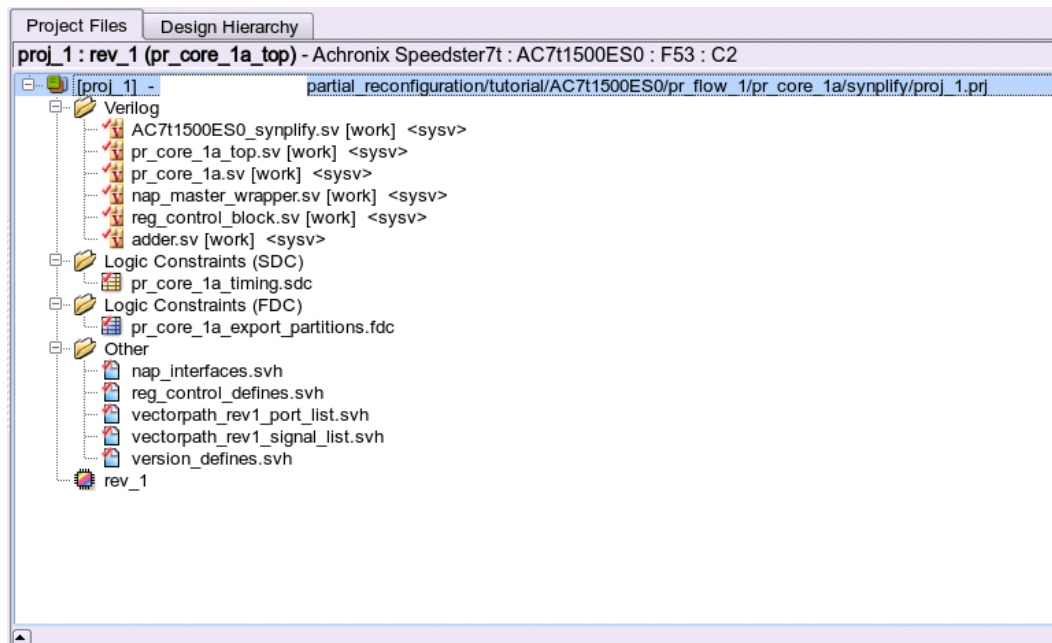 Project Files Design Hierarchy
proj_1 : rev_1 (pr_core_1a_top) - Achronix Speedster7t : AC7t1500ES0 : F53 : C2
[proj_1] - partial_reconfiguration/tutorial/AC7t1500ES0/pr_flow_1/pr_core_1a/synplify/proj_1.prj
Verilog
AC7t1500ES0_synplify.sv [work] <sysv>
pr_core_1a_top.sv [work] <sysv>
pr_core_1a.sv [work] <sysv>
nap_master_wrapper.sv [work] <sysv>
reg_control_block.sv [work] <sysv>
adder.sv [work] <sysv>
Logic Constraints (SDC)
pr_core_1a_timing.sdc
Logic Constraints (FDC)
pr_core_1a_export_partitions.fdc
Other
nap_interfaces.svh
reg_control_defines.svh
vectorpath_rev1_port_list.svh
vectorpath_rev1_signal_list.svh
version_defines.svh
rev_1